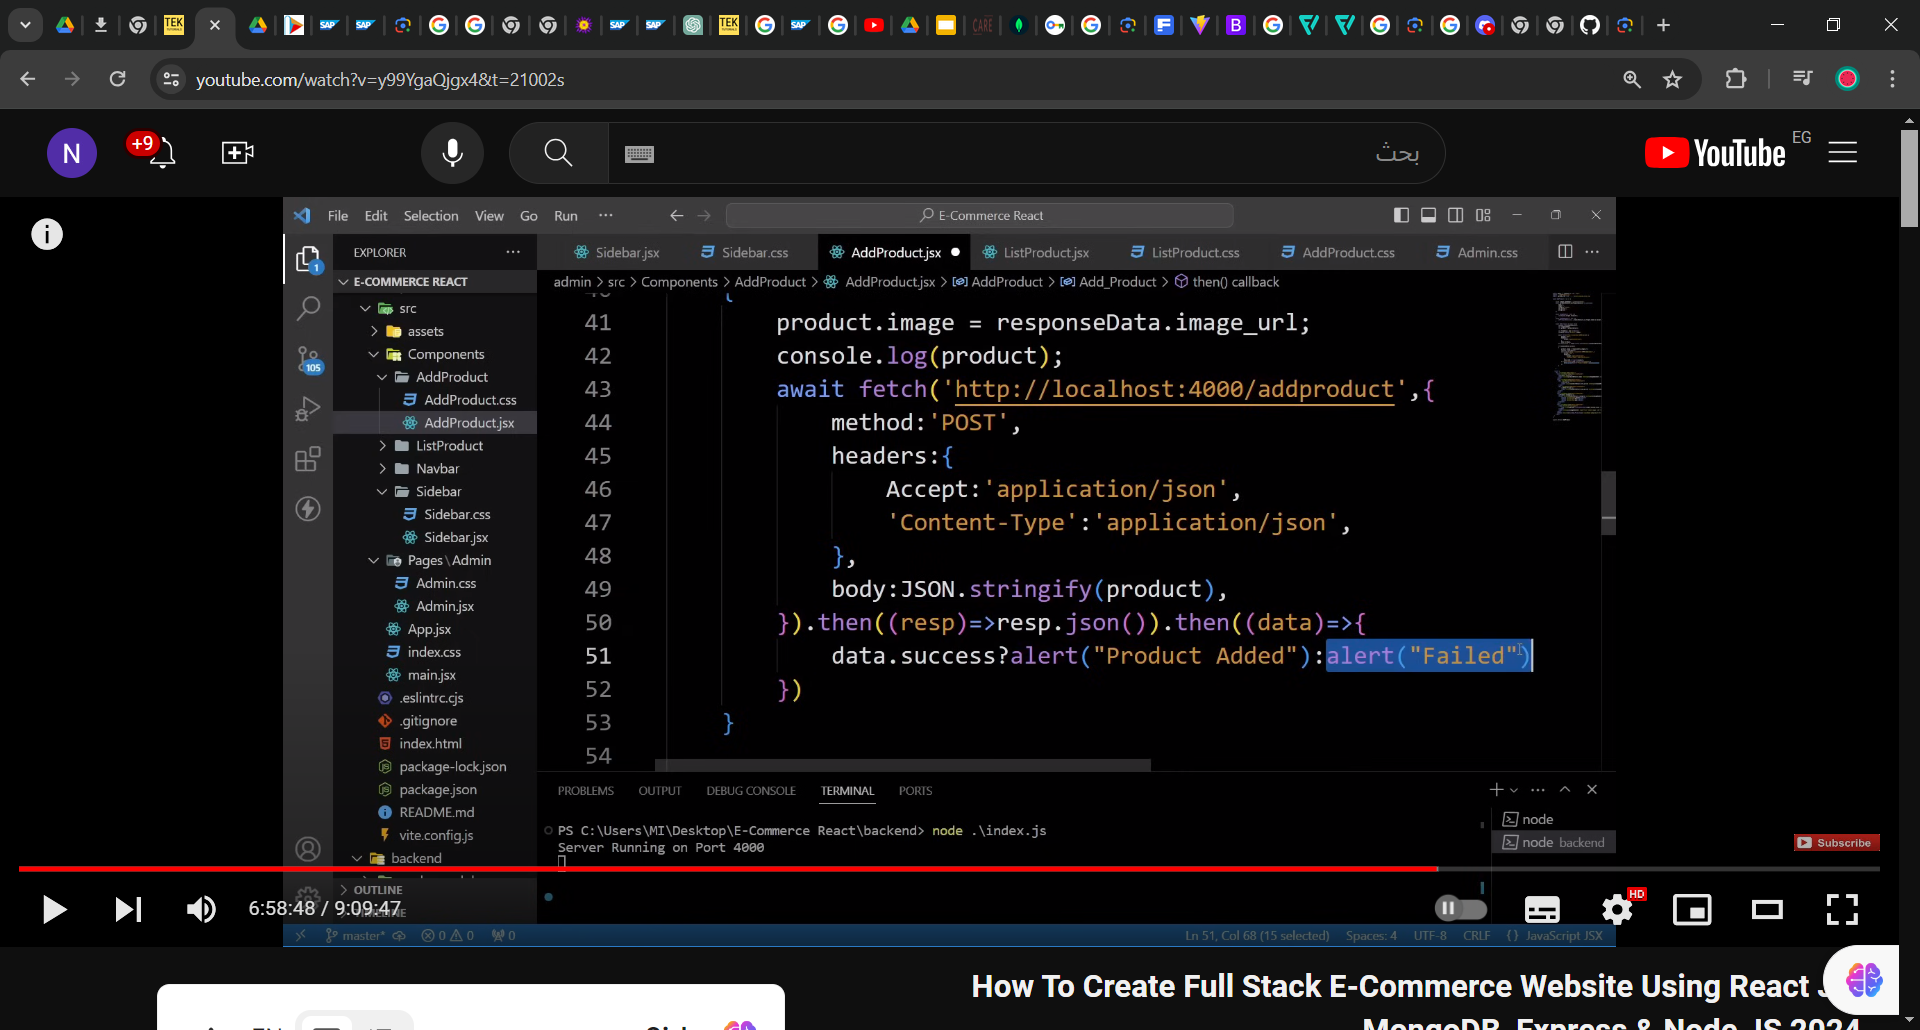 youtube.com/watch?v=y99YgaQjgx4&t=21002s
N
+9
بحث
YouTube
EG
File Edit Selection View Go Run ···
E-Commerce React
EXPLORER
Sidebar.jsx
Sidebar.css
AddProduct.jsx
ListProduct.jsx
ListProduct.css
AddProduct.css
Admin.css
admin > src > Components > AddProduct > AddProduct.jsx > AddProduct > Add_Product > then() callback
E-COMMERCE REACT
src
assets
Components
AddProduct
AddProduct.css
AddProduct.jsx
ListProduct
Navbar
Sidebar
Sidebar.css
Sidebar.jsx
Pages\Admin
Admin.css
Admin.jsx
App.jsx
index.css
main.jsx
.eslintrc.cjs
.gitignore
index.html
package-lock.json
package.json
README.md
vite.config.js
backend
OUTLINE
TIMELINE
1
105
41 product.image = responseData.image_url;
42 console.log(product);
43 await fetch('http://localhost:4000/addproduct',{
44 method:'POST',
45 headers:{
46 Accept:'application/json',
47 'Content-Type':'application/json',
48 },
49 body:JSON.stringify(product),
50 }).then((resp)=>resp.json()).then((data)=>{
51 data.success?alert("Product Added"):alert("Failed")
52 })
53 }
54
PROBLEMS OUTPUT DEBUG CONSOLE TERMINAL PORTS
PS C:\Users\MI\Desktop\E-Commerce React\backend> node .\index.js
Server Running on Port 4000
node
node backend
Subscribe
6:58:48 / 9:09:47
HD
master* 0 0 0
Ln 51, Col 68 (15 selected) Spaces: 4 UTF-8 CRLF {} JavaScript JSX
How To Create Full Stack E-Commerce Website Using React J
MongoDB, Express & Node JS 2024